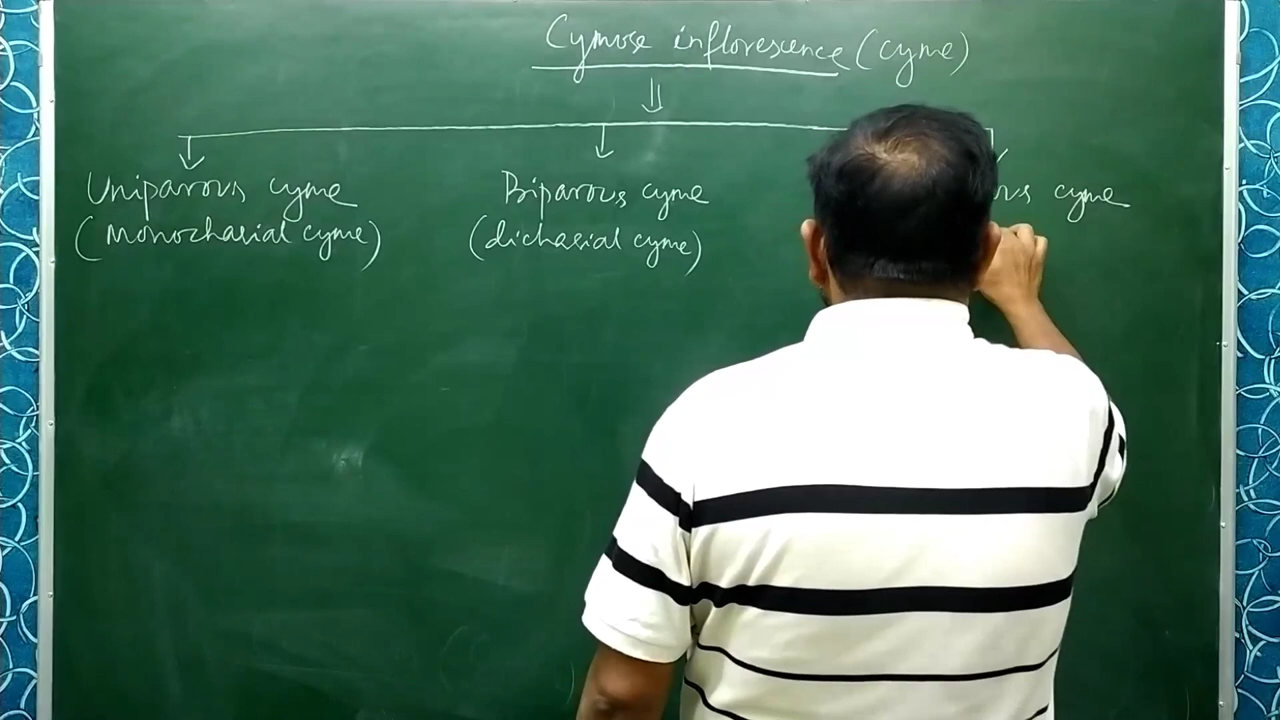 Cymose inflorescence (cyme)
Uniparous cyme
(Monochasial cyme)
Biparous cyme
(dichasial cyme)
cyme